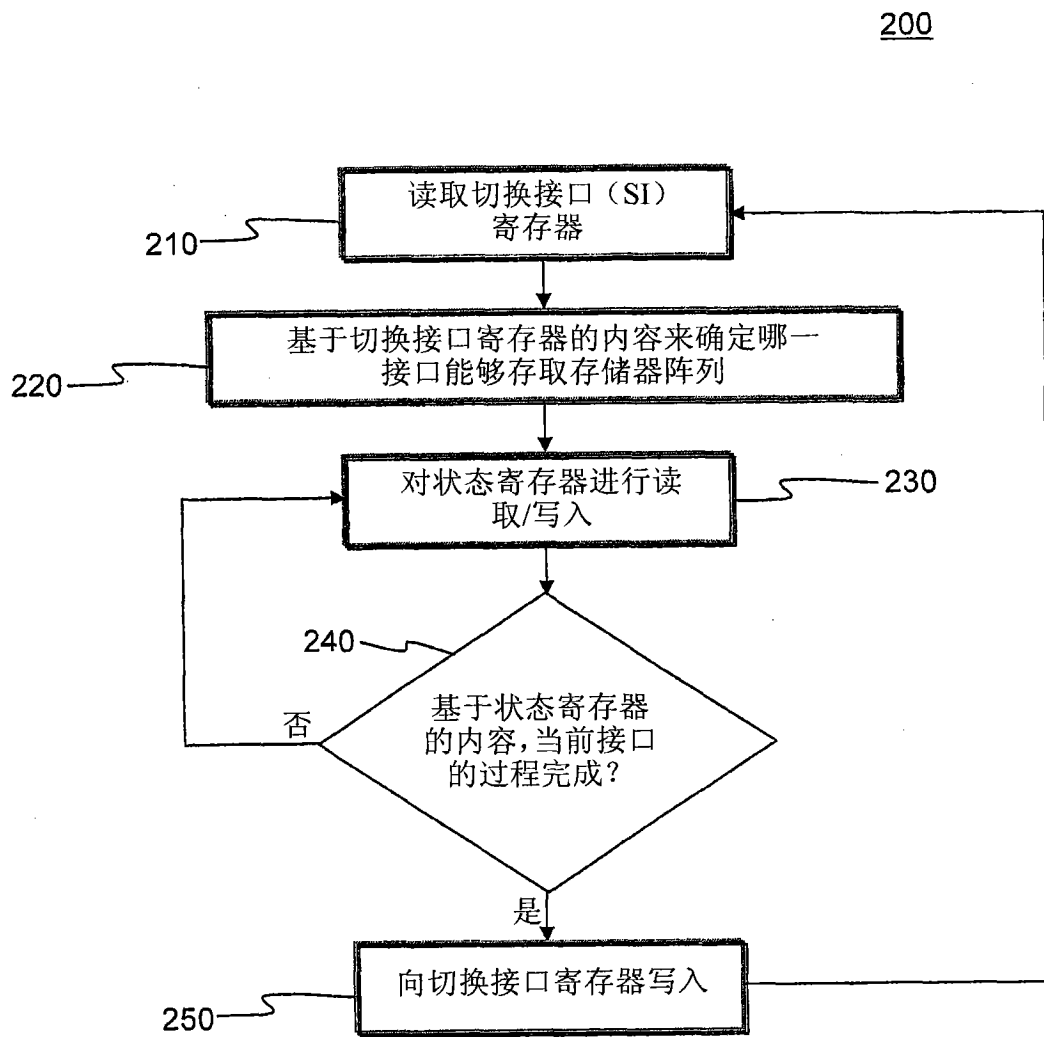 200
读取切换接口（SI）
寄存器
210
基于切换接口寄存器的内容来确定哪一
接口能够存取存储器阵列
220
对状态寄存器进行读
取/写入
230
240
基于状态寄存器
的内容，当前接口
的过程完成？
否
是
向切换接口寄存器写入
250